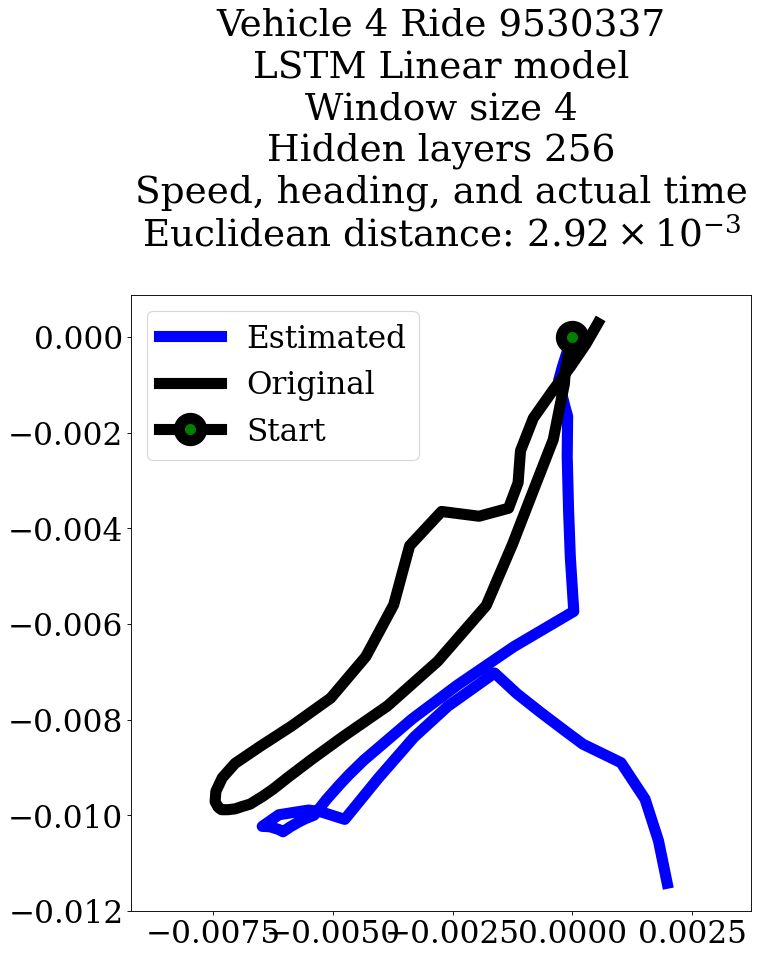 Vehicle 4 Ride 9530337
LSTM Linear model
Window size 4
Hidden layers 256
Speed, heading, and actual time
Euclidean distance: 2.92 × 10⁻³
Estimated
Original
Start
0.000
−0.002
−0.004
−0.006
−0.008
−0.010
−0.012
−0.0075 −0.0050 −0.0025 0.0000 0.0025